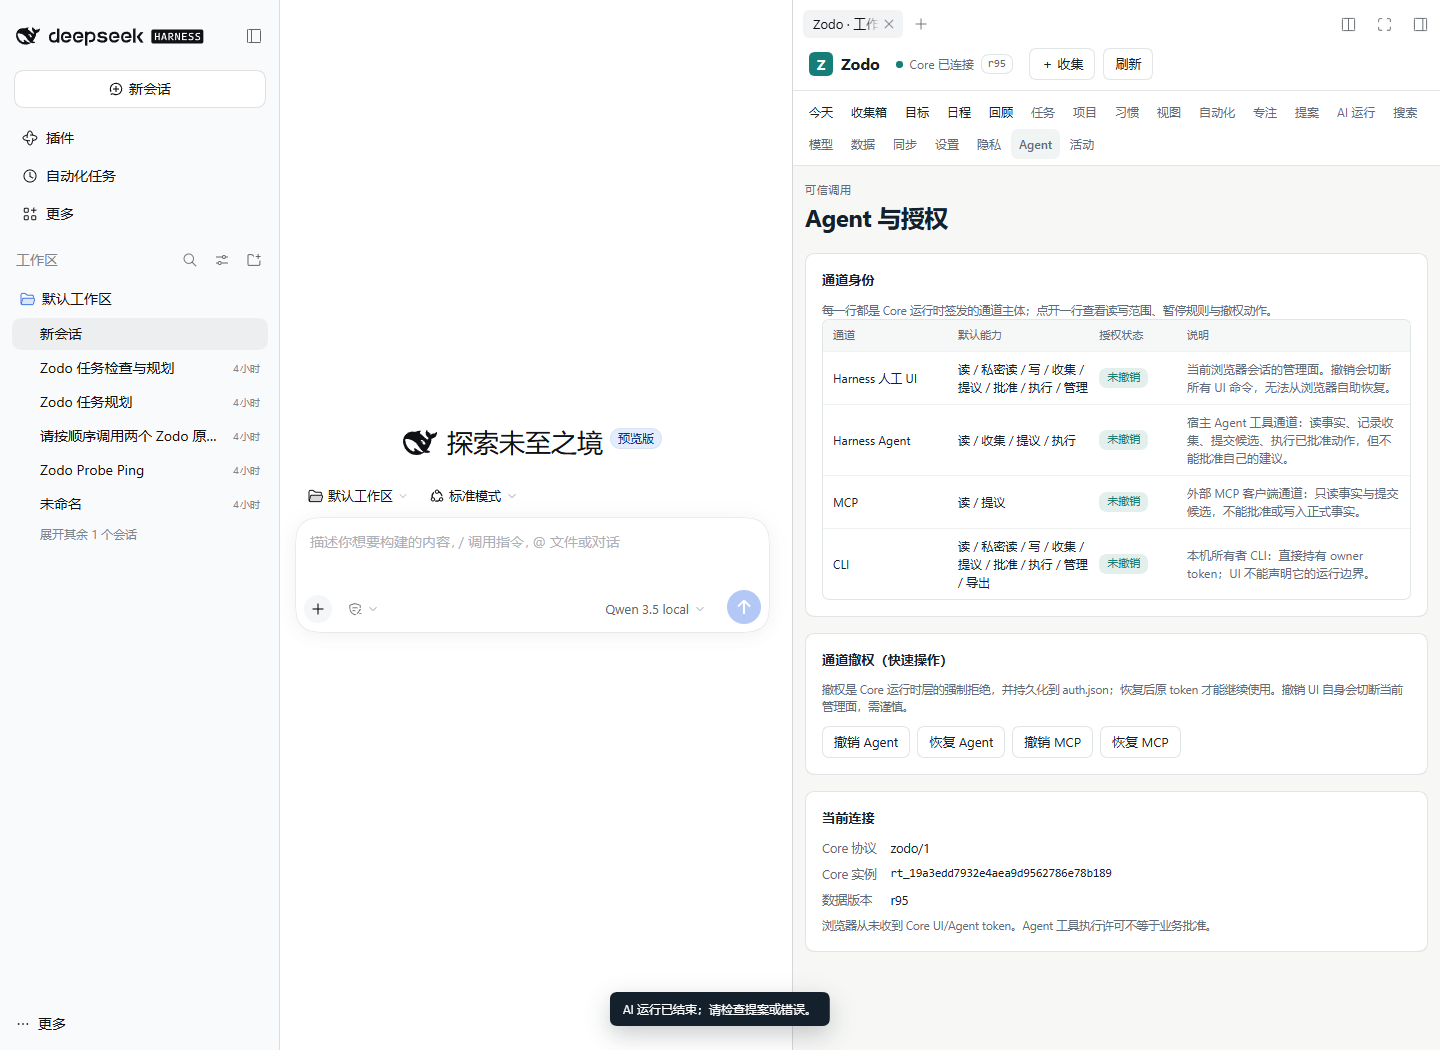 deepseek HARNESS
新会话
插件
自动化任务
更多
工作区
默认工作区
新会话
Zodo 任务检查与规划 4小时
Zodo 任务规划 4小时
请按顺序调用两个 Zodo 原... 4小时
Zodo Probe Ping 4小时
未命名 4小时
展开其余 1 个会话
更多
探索未至之境 预览版
默认工作区 标准模式
描述你想要构建的内容, / 调用指令, @ 文件或对话
Qwen 3.5 local
Zodo · 工作
Z Zodo Core 已连接 r95 + 收集 刷新
今天 收集箱 目标 日程 回顾 任务 项目 习惯 视图 自动化 专注 提案 AI 运行 搜索
模型 数据 同步 设置 隐私 Agent 活动
可信调用
Agent 与授权
通道身份
每一行都是 Core 运行时签发的通道主体；点开一行查看读写范围、暂停规则与撤权动作。
通道 默认能力 授权状态 说明
Harness 人工 UI
读 / 私密读 / 写 / 收集 /
提议 / 批准 / 执行 / 管理
未撤销
当前浏览器会话的管理面。撤销会切断
所有 UI 命令，无法从浏览器自助恢复。
Harness Agent
读 / 收集 / 提议 / 执行
未撤销
宿主 Agent 工具通道：读事实、记录收
集、提交候选、执行已批准动作，但不
能批准自己的建议。
MCP
读 / 提议
未撤销
外部 MCP 客户端通道：只读事实与提交
候选，不能批准或写入正式事实。
CLI
读 / 私密读 / 写 / 收集 /
提议 / 批准 / 执行 / 管理
/ 导出
未撤销
本机所有者 CLI：直接持有 owner
token；UI 不能声明它的运行边界。
通道撤权（快速操作）
撤权是 Core 运行时层的强制拒绝，并持久化到 auth.json；恢复后原 token 才能继续使用。撤销 UI 自身会切断当前
管理面，需谨慎。
撤销 Agent 恢复 Agent 撤销 MCP 恢复 MCP
当前连接
Core 协议 zodo/1
Core 实例 rt_19a3edd7932e4aea9d9562786e78b189
数据版本 r95
浏览器从未收到 Core UI/Agent token。Agent 工具执行许可不等于业务批准。
AI 运行已结束；请检查提案或错误。